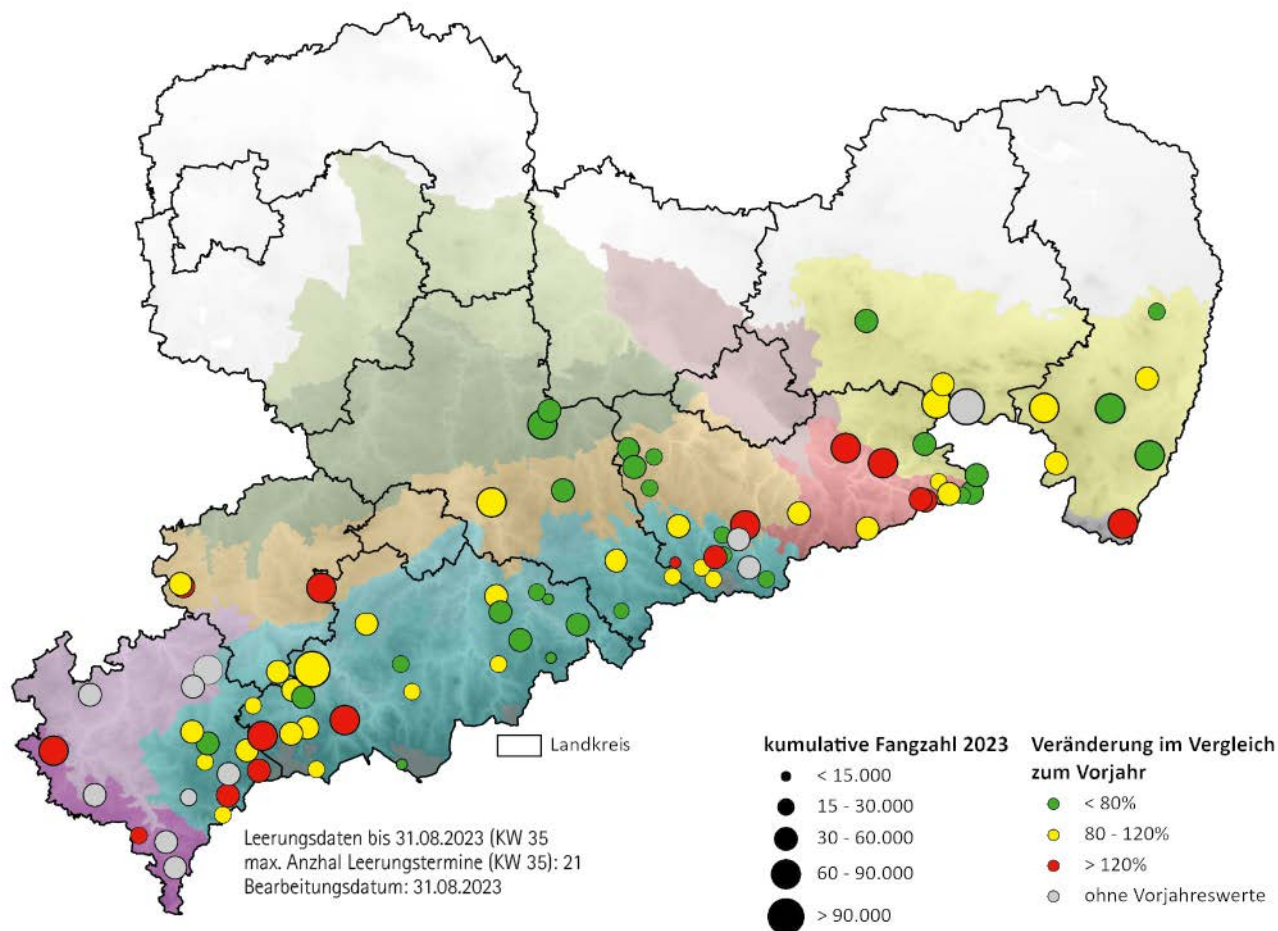 Landkreis
Leerungsdaten bis 31.08.2023 (KW 35
max. Anzhal Leerungstermine (KW 35): 21
Bearbeitungsdatum: 31.08.2023
kumulative Fangzahl 2023
< 15.000
15 - 30.000
30 - 60.000
60 - 90.000
> 90.000
Veränderung im Vergleich
zum Vorjahr
< 80%
80 - 120%
> 120%
ohne Vorjahreswerte